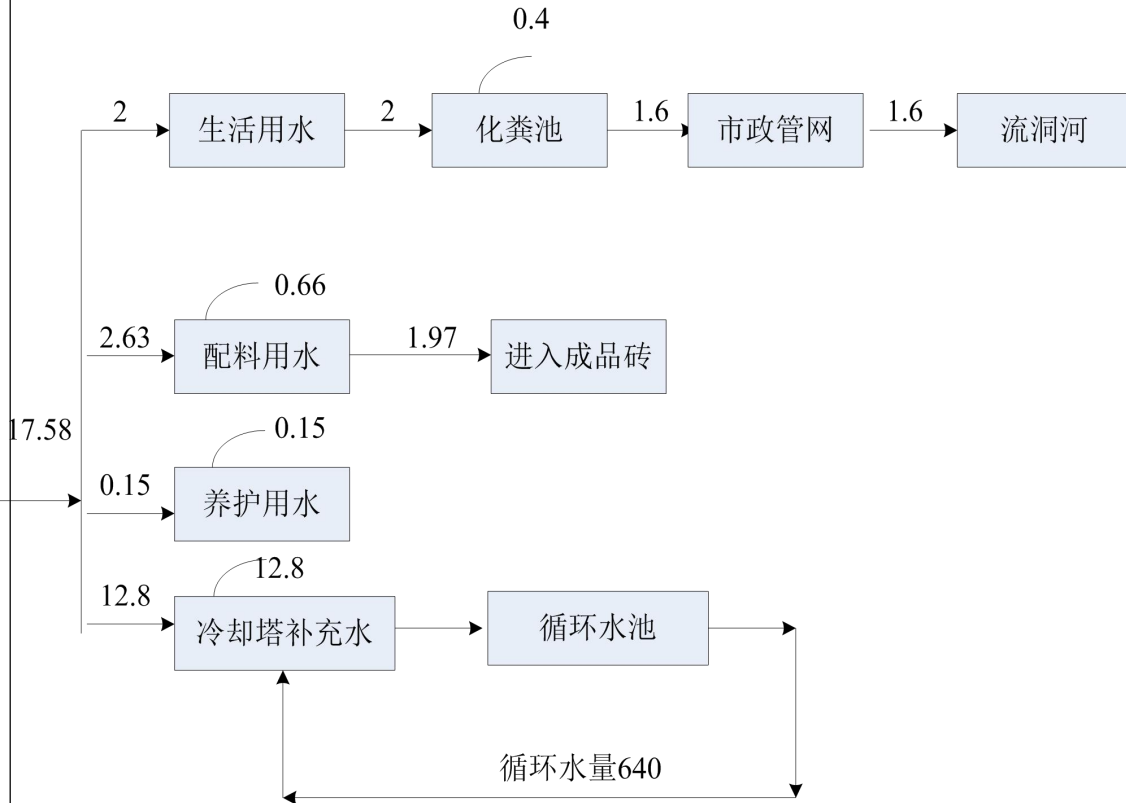 0.4
2
生活用水
2
化粪池
1.6
市政管网
1.6
流洞河
0.66
2.63
配料用水
1.97
进入成品砖
17.58
0.15
0.15
养护用水
12.8
12.8
冷却塔补充水
循环水池
循环水量640